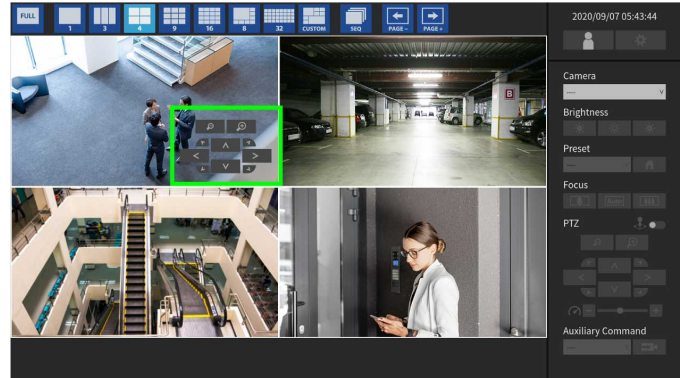 FULL
1
3
4
9
16
8
32
CUSTOM
SEQ
PAGE−
PAGE+
2020/09/07 05:43:44
B
Camera
----
Brightness
Preset
----
Focus
Auto
PTZ
Auxiliary Command
----